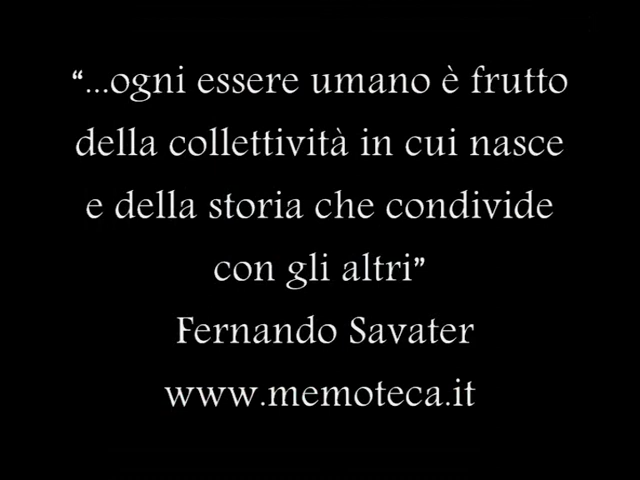 “...ogni essere umano è frutto
della collettività in cui nasce
e della storia che condivide
con gli altri”
Fernando Savater
www.memoteca.it